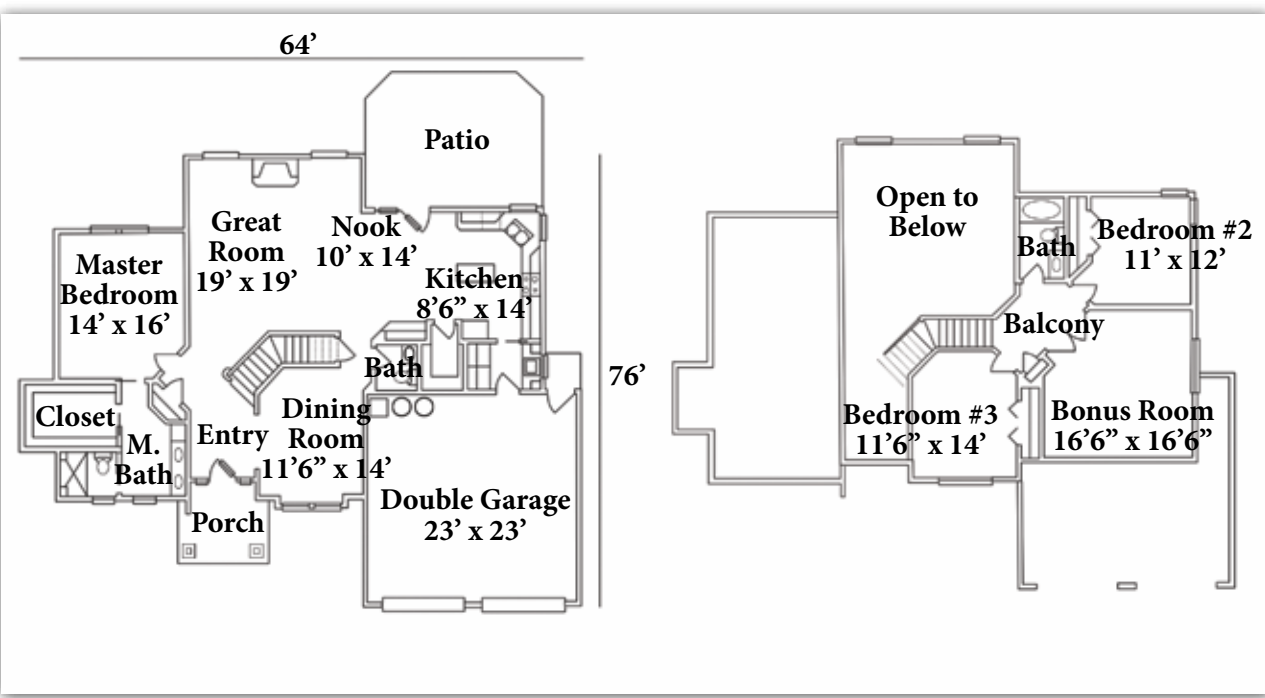 64’
Patio
Great
Room
19’ x 19’
Nook
10’ x 14’
Kitchen
8’6” x 14’
Master
Bedroom
14’ x 16’
Bath
76’
Closet
M.
Bath
Entry
Dining
Room
11’6” x 14’
Double Garage
23’ x 23’
Porch
Open to
Below
Bath
Bedroom #2
11’ x 12’
Balcony
Bedroom #3
11’6” x 14’
Bonus Room
16’6” x 16’6”